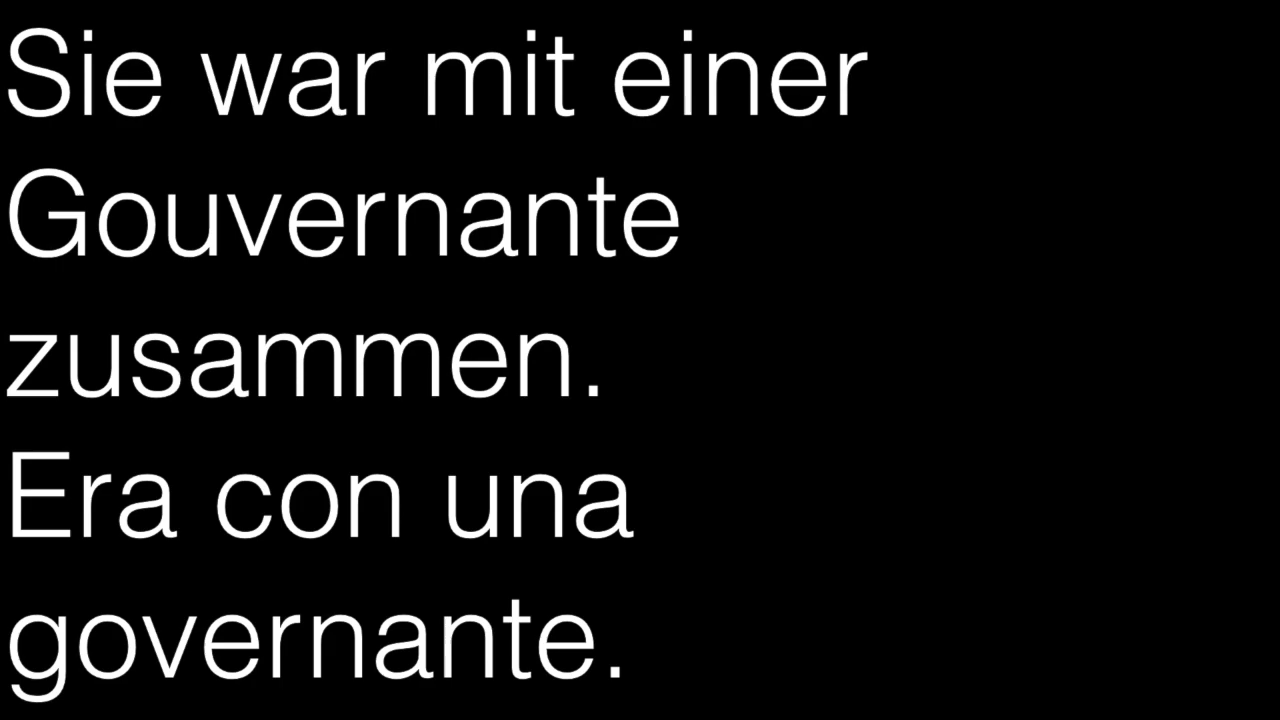 Sie war mit einer
Gouvernante
zusammen.
Era con una
governante.